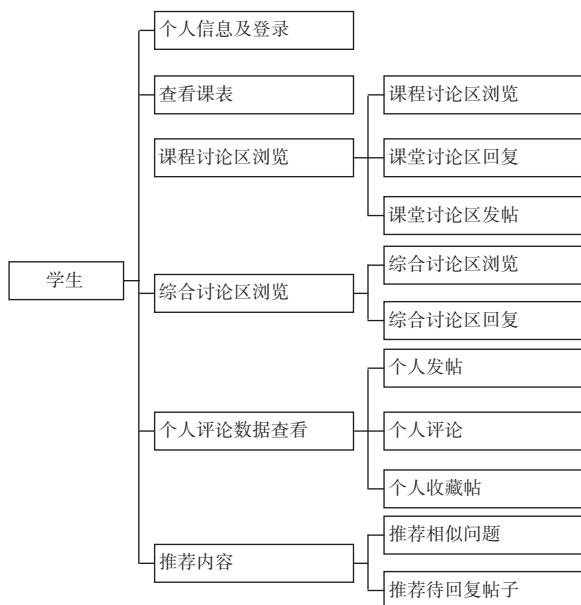 学生
个人信息及登录
查看课表
课程讨论区浏览
课程讨论区浏览
课堂讨论区回复
课堂讨论区发帖
综合讨论区浏览
综合讨论区浏览
综合讨论区回复
个人评论数据查看
个人发帖
个人评论
个人收藏帖
推荐内容
推荐相似问题
推荐待回复帖子